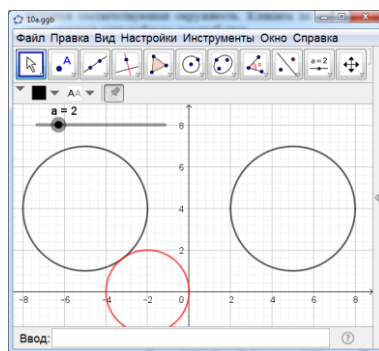 10a.ggb
Файл Правка Вид Настройки Инструменты Окно Справка
A
a=2
AA
a = 2
8
6
4
2
0
-8 -6 -4 -2 2 4 6 8
Ввод: